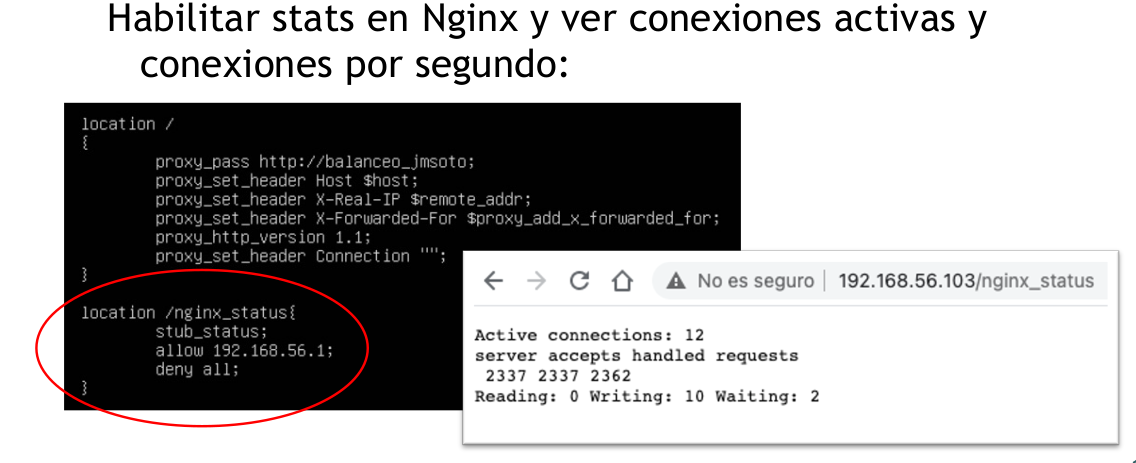 Habilitar stats en Nginx y ver conexiones activas y
conexiones por segundo:
location /
{
proxy_pass http://balanceo_jmsoto;
proxy_set_header Host $host;
proxy_set_header X-Real-IP $remote_addr;
proxy_set_header X-Forwarded-For $proxy_add_x_forwarded_for;
proxy_http_version 1.1;
proxy_set_header Connection "";
}
location /nginx_status{
stub_status;
allow 192.168.56.1;
deny all;
}
No es seguro | 192.168.56.103/nginx_status
Active connections: 12
server accepts handled requests
2337 2337 2362
Reading: 0 Writing: 10 Waiting: 2